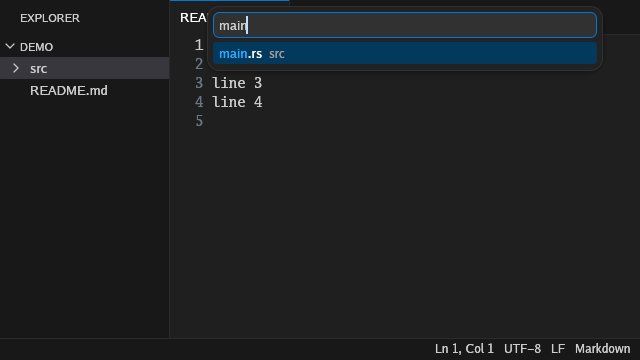 EXPLORER
DEMO
src
README.md
main
main.rs src
1
2
3 line 3
4 line 4
5
Ln 1, Col 1 UTF-8 LF Markdown